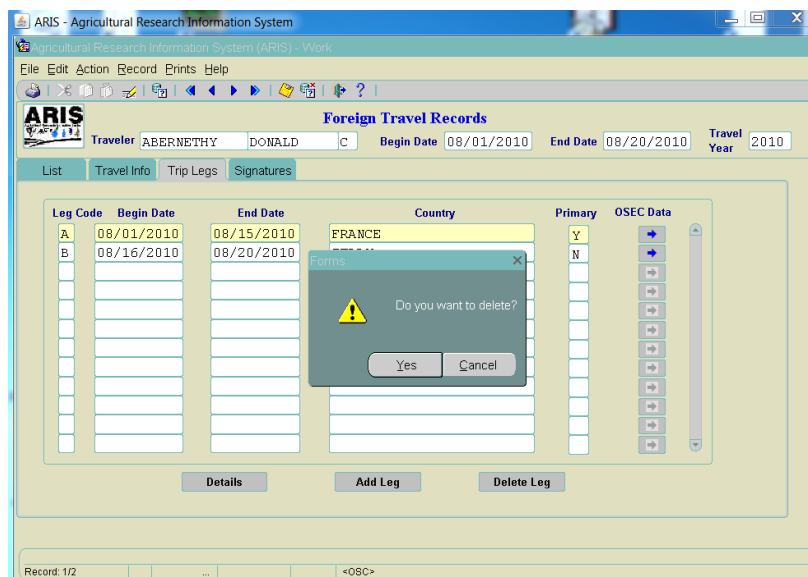 ARIS - Agricultural Research Information System
Agricultural Research Information System (ARIS) - Work
File Edit Action Record Prints Help
ARIS
Foreign Travel Records
Traveler ABERNETHY DONALD C Begin Date 08/01/2010 End Date 08/20/2010 Travel Year 2010
List Travel Info Trip Legs Signatures
Leg Code Begin Date End Date Country Primary OSEC Data
A 08/01/2010 08/15/2010 FRANCE Y
B 08/16/2010 08/20/2010 N
Forms
Do you want to delete?
Yes Cancel
Details Add Leg Delete Leg
Record: 1/2 ... <OSC>